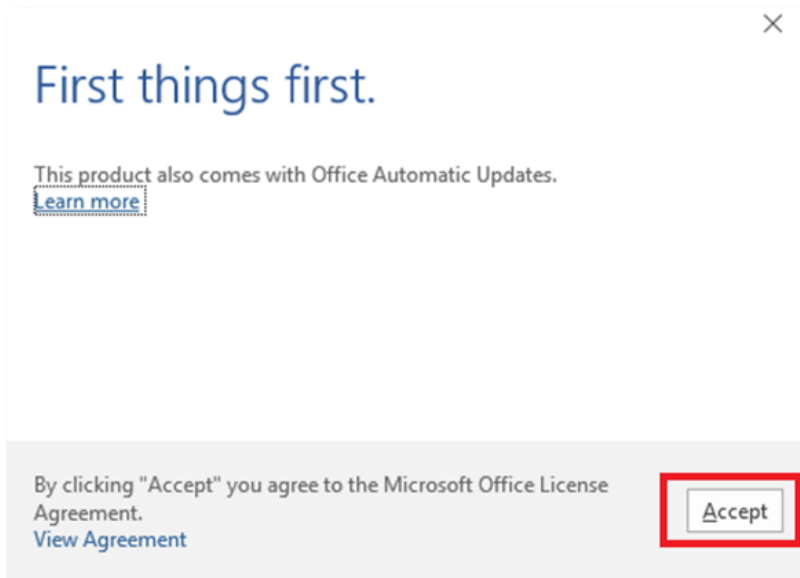 First things first.
This product also comes with Office Automatic Updates.
Learn more
By clicking "Accept" you agree to the Microsoft Office License
Agreement.
View Agreement
Accept